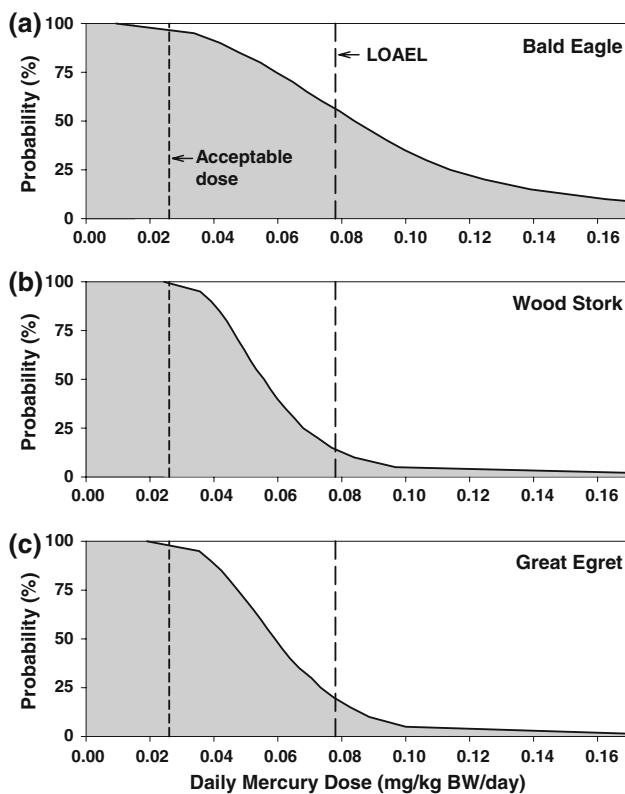 (a)
100
75
50
25
0
Probability (%)
Bald Eagle
LOAEL
Acceptable
dose
0.00 0.02 0.04 0.06 0.08 0.10 0.12 0.14 0.16
(b)
100
75
50
25
0
Probability (%)
Wood Stork
0.00 0.02 0.04 0.06 0.08 0.10 0.12 0.14 0.16
(c)
100
75
50
25
0
Probability (%)
Great Egret
0.00 0.02 0.04 0.06 0.08 0.10 0.12 0.14 0.16
Daily Mercury Dose (mg/kg BW/day)